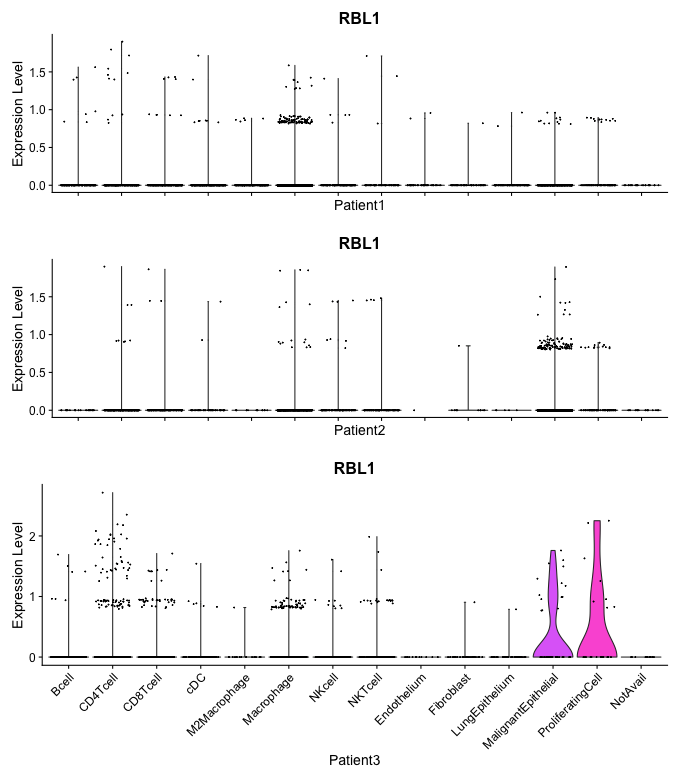 RBL1
Expression Level
1.5
1.0
0.5
0.0
Patient1
RBL1
Expression Level
1.5
1.0
0.5
0.0
Patient2
RBL1
Expression Level
2
1
0
Bcell
CD4Tcell
CD8Tcell
cDC
M2Macrophage
Macrophage
NKcell
NKTcell
Endothelium
Fibroblast
LungEpithelium
MalignantEpithelial
ProliferatingCell
NotAvail
Patient3